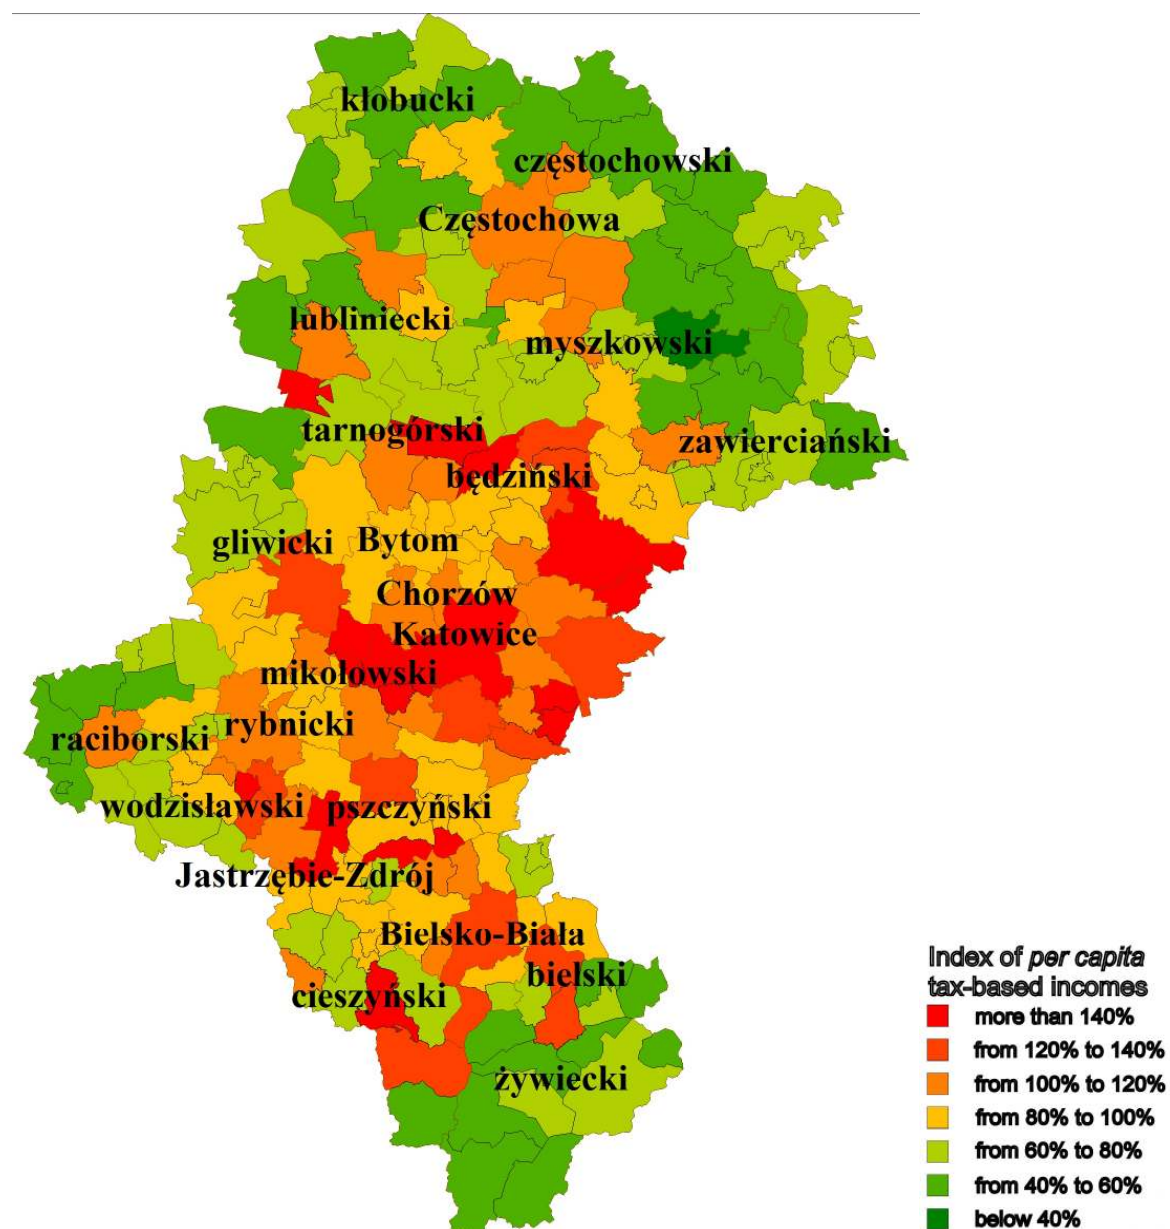 kłobucki
częstochowski
Częstochowa
lubliniecki
myszkowski
tarnogórski
zawierciański
będziński
gliwicki
Bytom
Chorzów
Katowice
mikołowski
rybnicki
raciborski
wodzisławski
pszczyński
Jastrzębie-Zdrój
Bielsko-Biała
bielski
cieszyński
żywiecki
Index of per capita
tax-based incomes
more than 140%
from 120% to 140%
from 100% to 120%
from 80% to 100%
from 60% to 80%
from 40% to 60%
below 40%